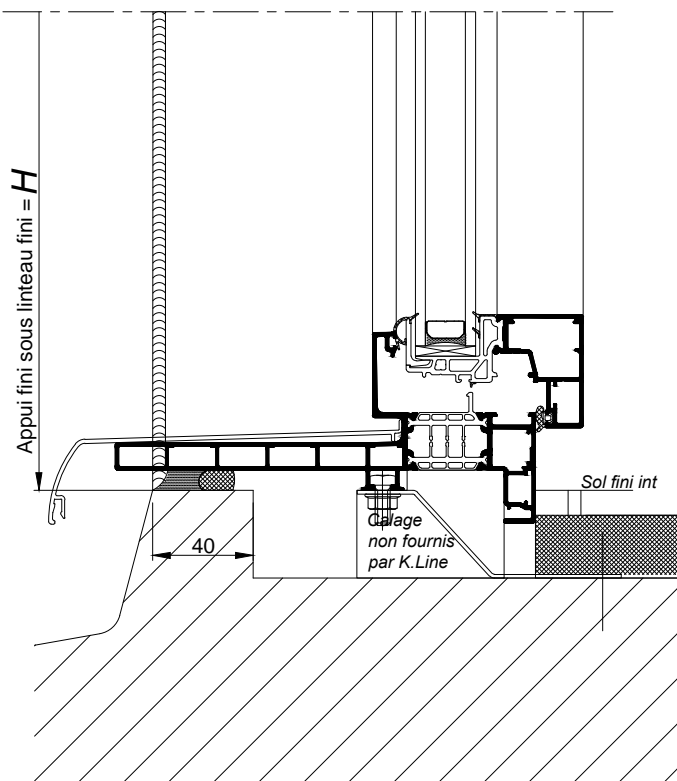 Appui fini sous linteau fini = H
Sol fini int
Calage
non fournis
par K.Line
40